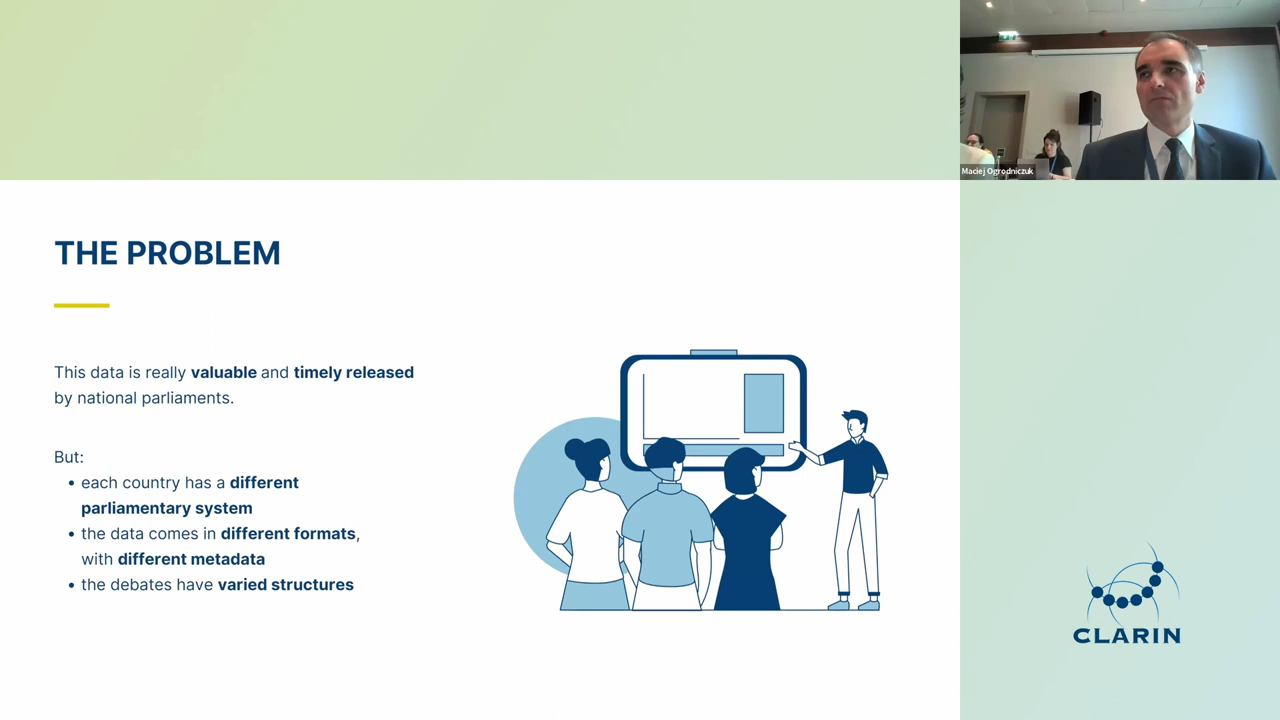 Maciej Ogrodniczuk
THE PROBLEM
This data is really valuable and timely released
by national parliaments.
But:
• each country has a different
parliamentary system
• the data comes in different formats,
with different metadata
• the debates have varied structures
CLARIN